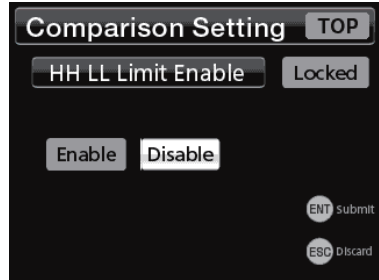 Comparison Setting TOP
HH LL Limit Enable Locked
Enable Disable
ENT Submit
ESC Discard